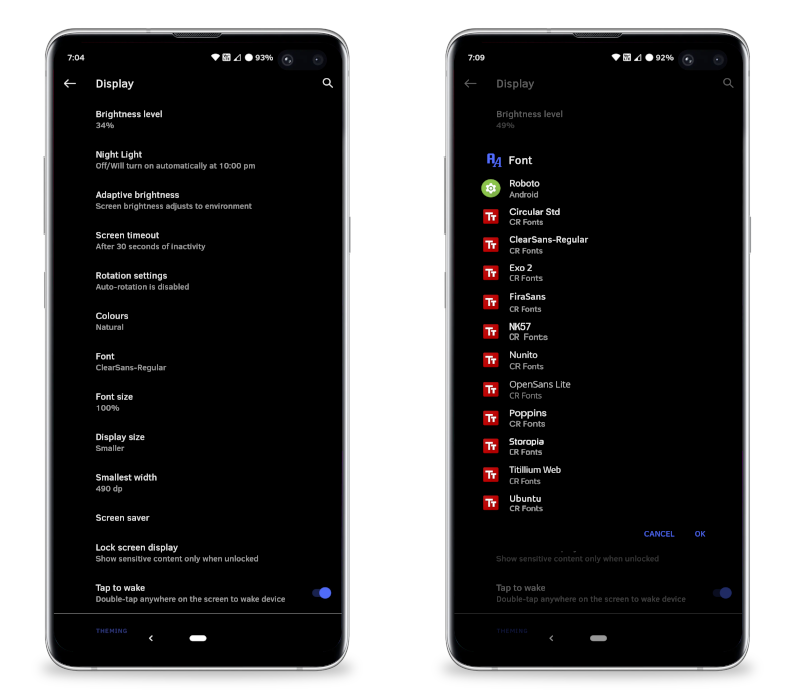 7:04
93%
Display
Brightness level
34%
Night Light
Off/Will turn on automatically at 10:00 pm
Adaptive brightness
Screen brightness adjusts to environment
Screen timeout
After 30 seconds of inactivity
Rotation settings
Auto-rotation is disabled
Colours
Natural
Font
ClearSans-Regular
Font size
100%
Display size
Smaller
Smallest width
490 dp
Screen saver
Lock screen display
Show sensitive content only when unlocked
Tap to wake
Double-tap anywhere on the screen to wake device
THEMING
7:09
92%
Display
Brightness level
49%
Font
Roboto
Android
Circular Std
CR Fonts
ClearSans-Regular
CR Fonts
Exo 2
CR Fonts
FiraSans
CR Fonts
NK57
CR Fonts
Nunito
CR Fonts
OpenSans Lite
CR Fonts
Poppins
CR Fonts
Storopia
CR Fonts
Titillium Web
CR Fonts
Ubuntu
CR Fonts
CANCEL OK
Show sensitive content only when unlocked
Tap to wake
Double-tap anywhere on the screen to wake device
THEMING